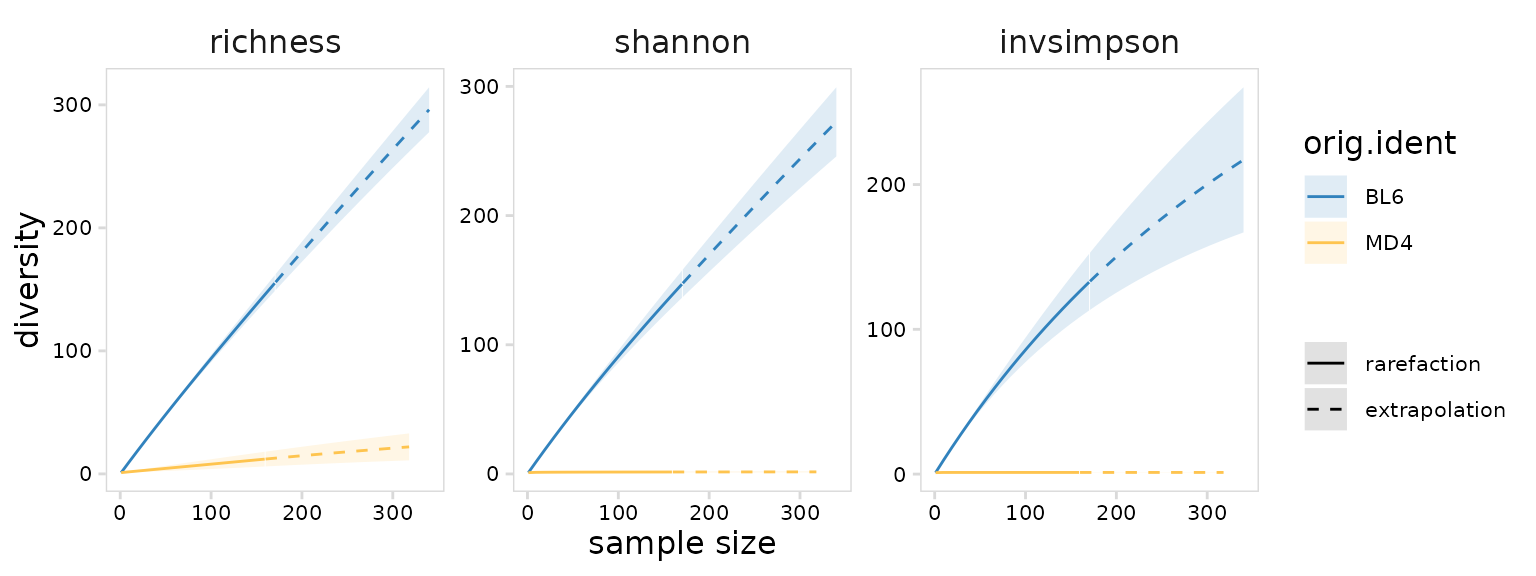 richness shannon invsimpson
diversity
300
200
100
0
0 100 200 300
300
200
100
0
0 100 200 300
200
100
0
0 100 200 300
sample size
orig.ident
BL6
MD4
rarefaction
extrapolation